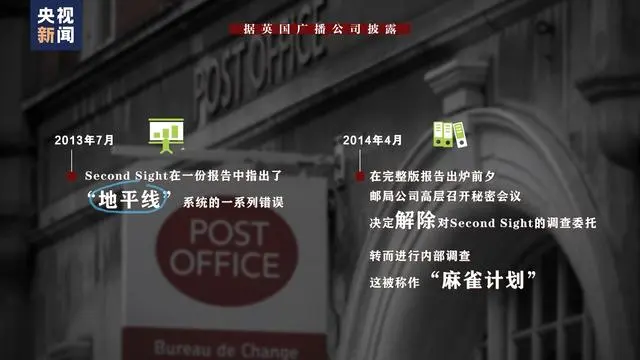 央视
新闻
据英国广播公司披露
POST OFFICE
2013年7月
Second Sight在一份报告中指出了
“地平线”系统的一系列错误
2014年4月
在完整版报告出炉前夕
邮局公司高层召开秘密会议
决定解除对Second Sight的调查委托
转而进行内部调查
这被称作“麻雀计划”
POST
OFFICE
Bureau de Change